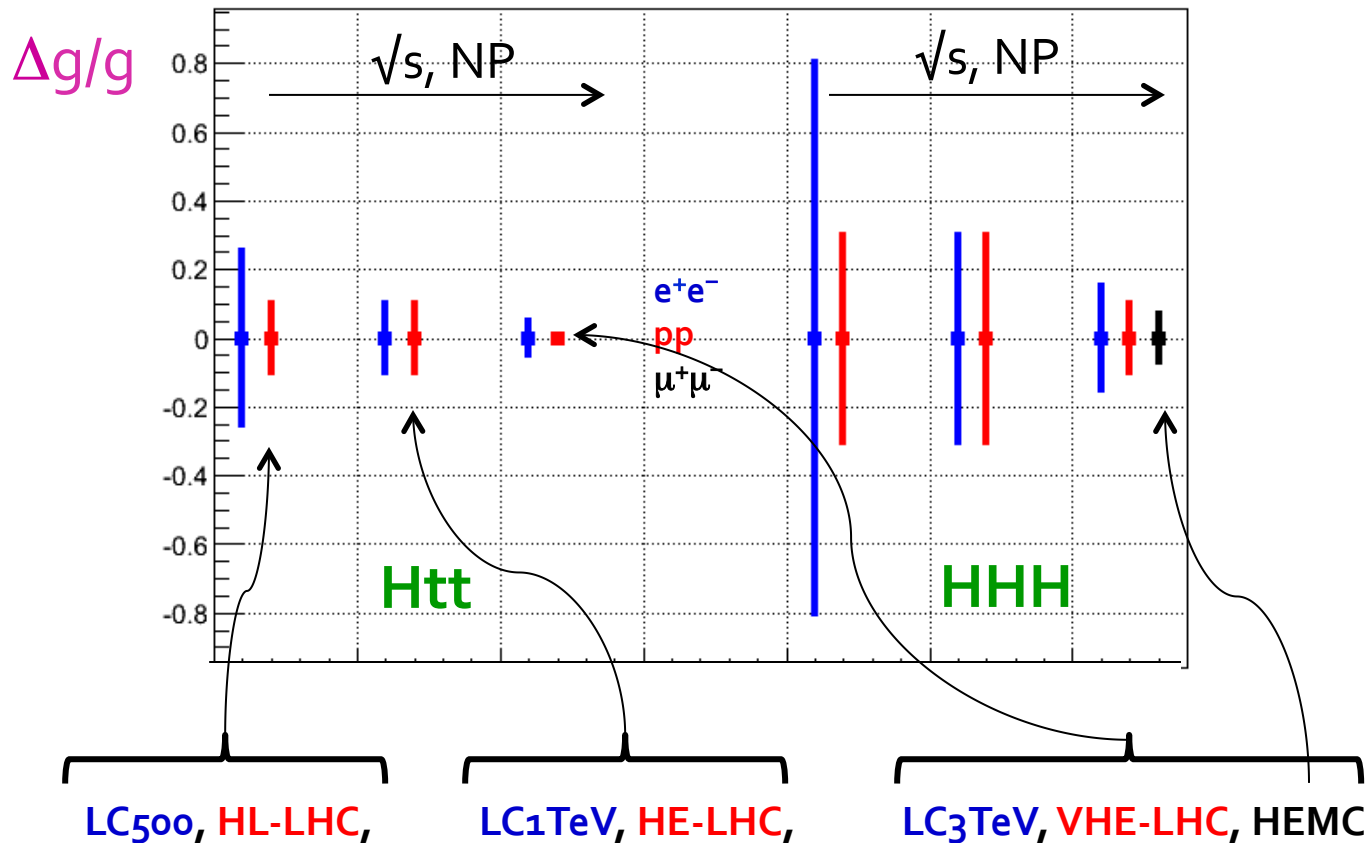 Δg/g
√s, NP
√s, NP
0.8
0.6
0.4
0.2
0
-0.2
-0.4
-0.6
-0.8
e⁺e⁻
pp
μ⁺μ⁻
Htt
HHH
LC500, HL-LHC,
LC1TeV, HE-LHC,
LC3TeV, VHE-LHC, HEMC